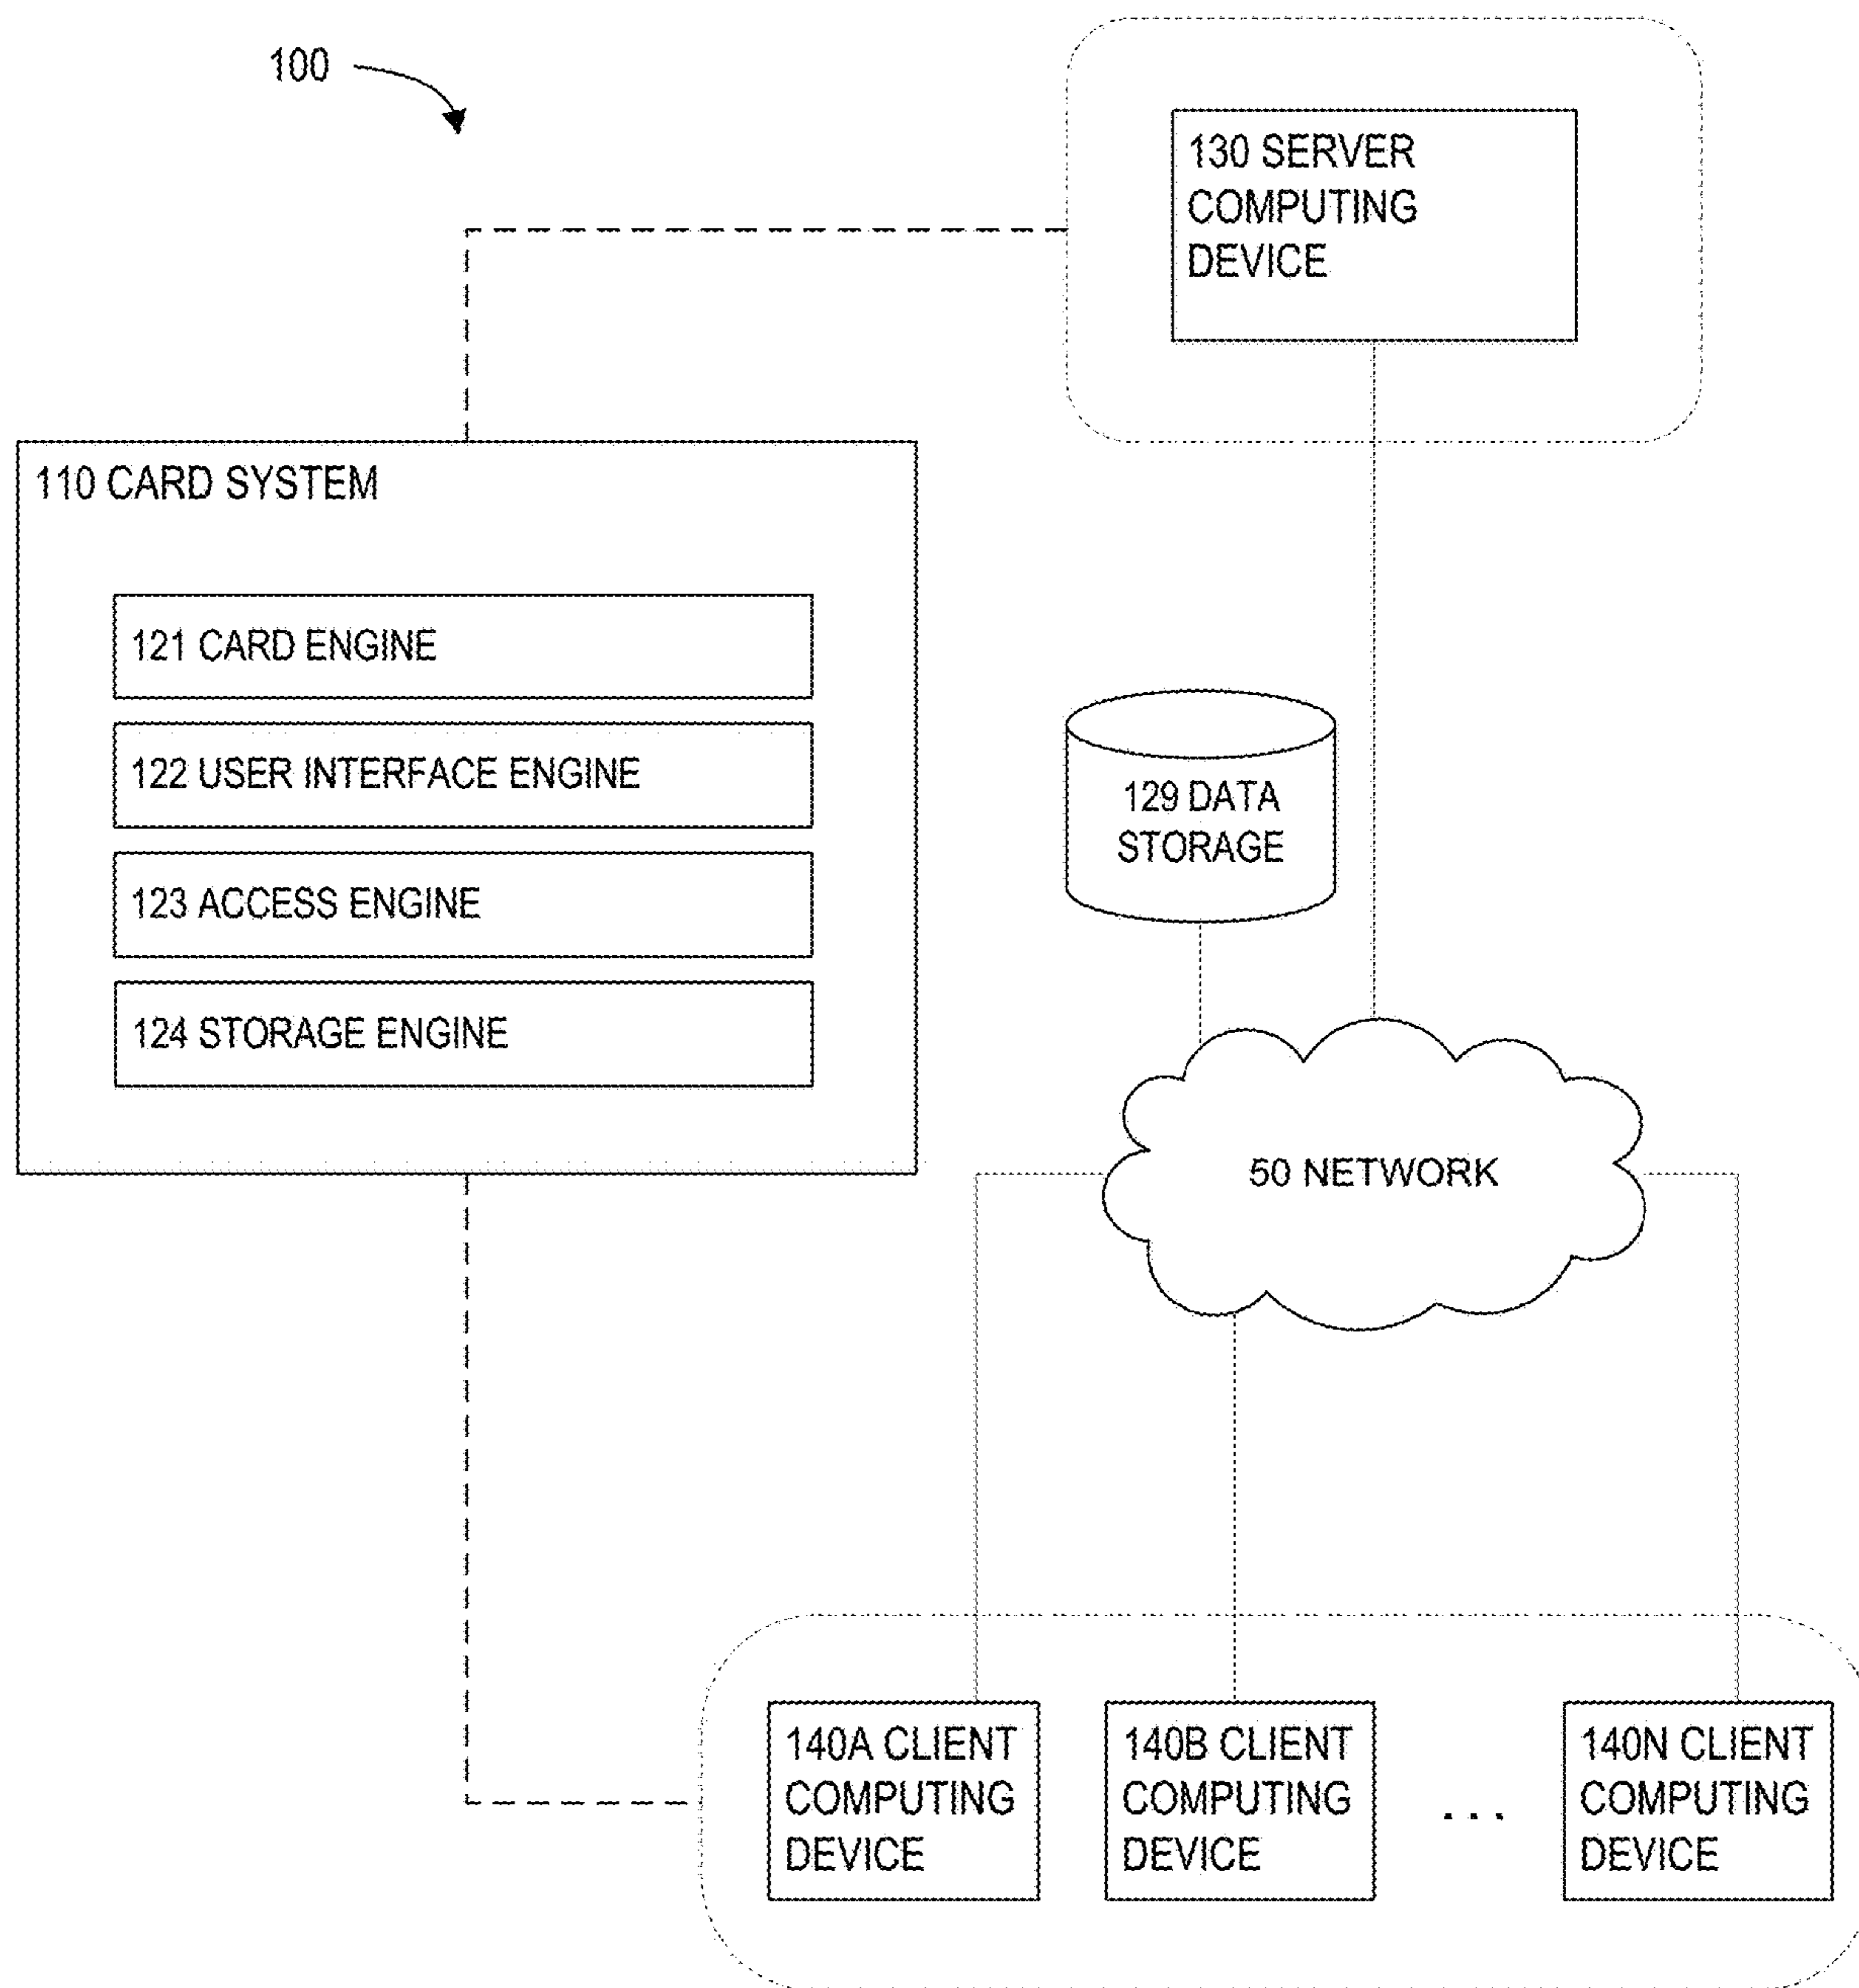 100
130 SERVER
COMPUTING
DEVICE
110 CARD SYSTEM
121 CARD ENGINE
122 USER INTERFACE ENGINE
123 ACCESS ENGINE
124 STORAGE ENGINE
129 DATA
STORAGE
50 NETWORK
140A CLIENT
COMPUTING
DEVICE
140B CLIENT
COMPUTING
DEVICE
...
140N CLIENT
COMPUTING
DEVICE